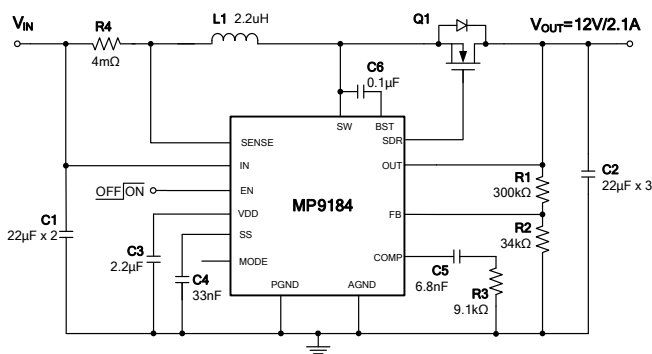 V_IN
R4
4mΩ
L1 2.2uH
Q1
V_OUT=12V/2.1A
C6
0.1µF
SW
BST
SDR
SENSE
IN
OUT
EN
OFF ON
MP9184
VDD
FB
SS
MODE
COMP
PGND
AGND
C1
22µF x 2
C3
2.2µF
C4
33nF
C5
6.8nF
R3
9.1kΩ
R1
300kΩ
R2
34kΩ
C2
22µF x 3